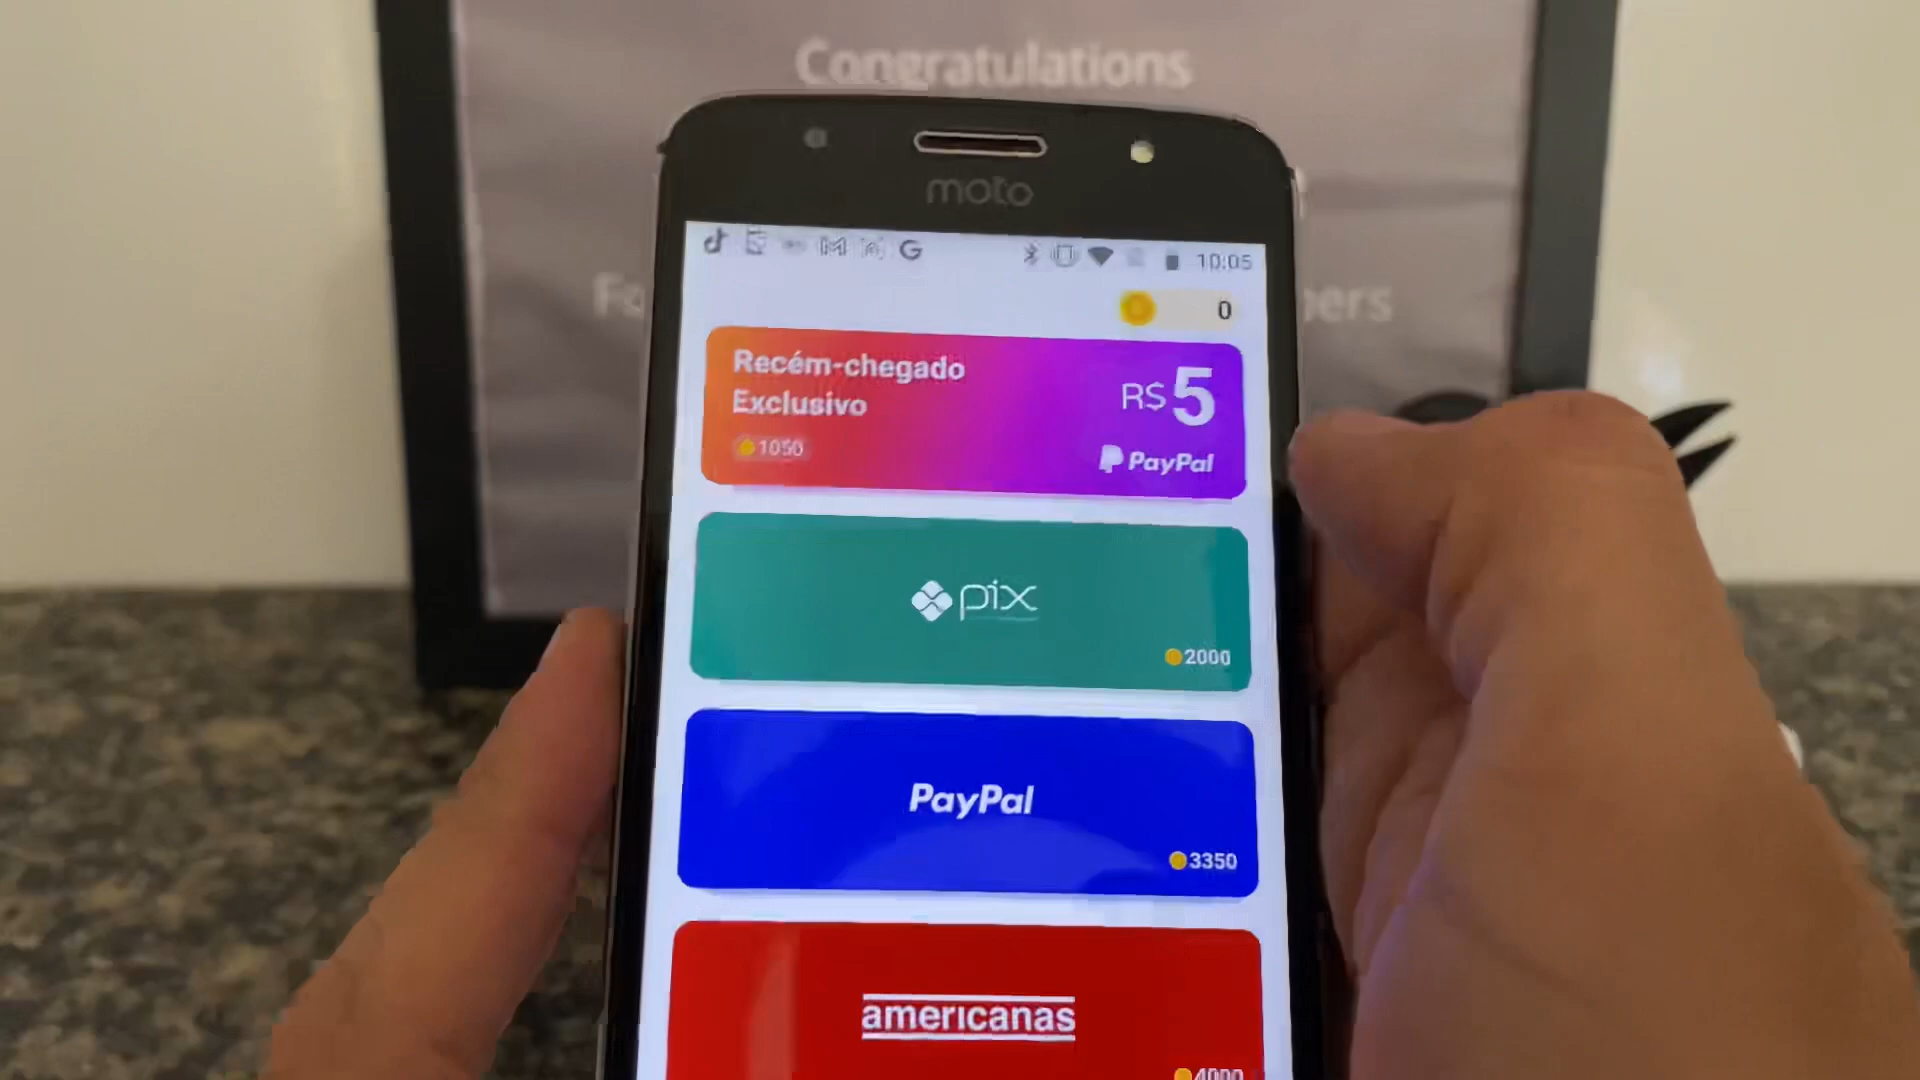 Congratulations
moto
10:05
0
Recém-chegado
Exclusivo
R$ 5
1050
PayPal
pix
2000
PayPal
3350
americanas
4000